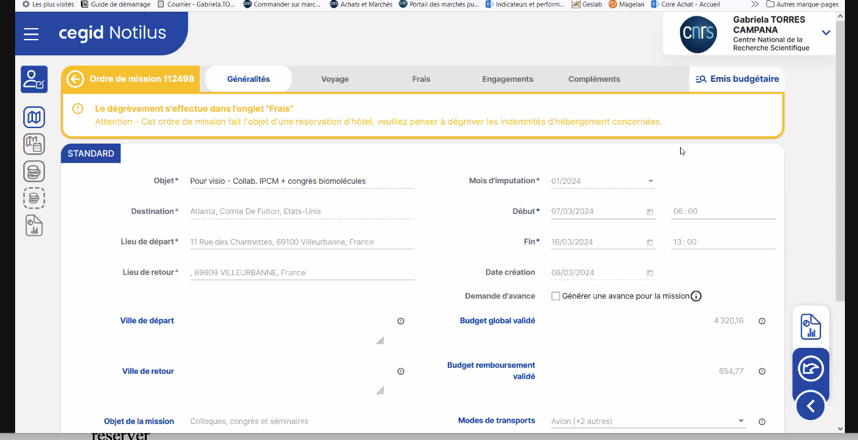 Les plus visités Guide de démarrage Courrier - Gabriela.TO... Commander sur marc... Achats et Marchés Portail des marchés pu... Indicateurs et perform... Geslab Magelan Core Achat - Accueil Autres marque-pages
cegid Notilus
cnrs
Gabriela TORRES
CAMPANA
Centre National de la
Recherche Scientifique
Ordre de mission 112498 Généralités Voyage Frais Engagements Compléments Emis budgétaire
Le dégrèvement s'effectue dans l'onglet "Frais"
Attention - Cet ordre de mission fait l'objet d'une réservation d'hôtel, veuillez penser à dégrever les indemnités d'hébergement concernées.
STANDARD
Objet* Pour visio - Collab. IPCM + congrès biomolécules Mois d'imputation* 01/2024
Destination* Atlanta, Comte De Fulton, Etats-Unis Début* 07/03/2024 06:00
Lieu de départ* 11 Rue des Charmettes, 69100 Villeurbanne, France Fin* 16/03/2024 13:00
Lieu de retour* , 69609 VILLEURBANNE, France Date création 06/03/2024
Demande d'avance Générer une avance pour la mission
Ville de départ Budget global validé 4 320,16
Ville de retour Budget remboursement validé 654,77
Objet de la mission Colloques, congrès et séminaires Modes de transports Avion (+2 autres)
réserver